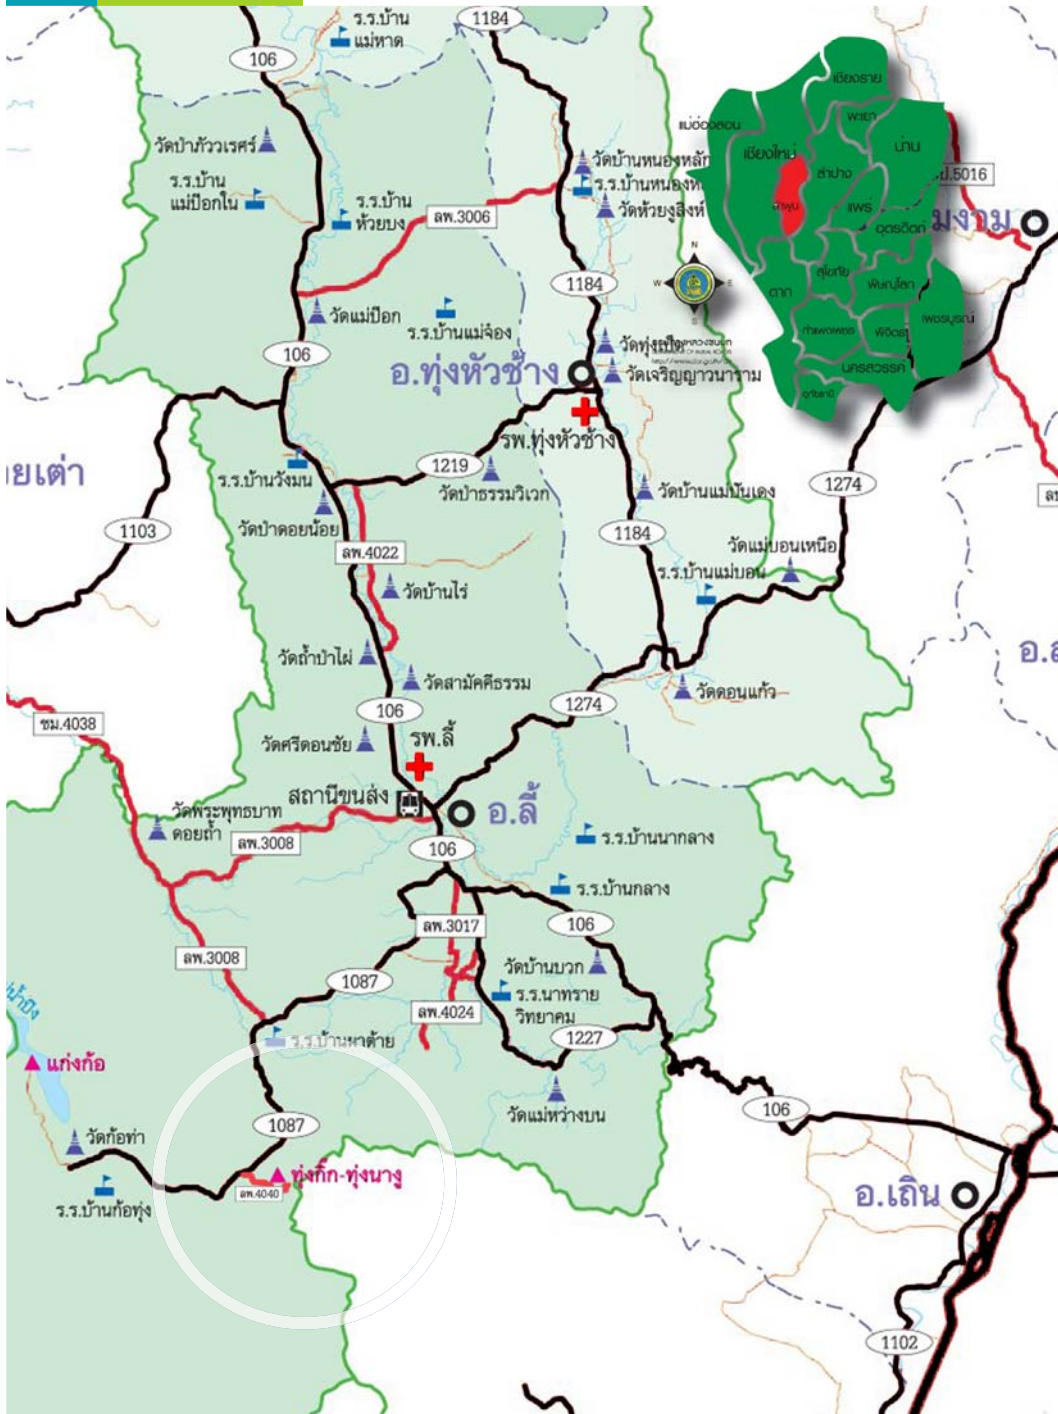 ร.ร.บ้าน
แม่หาด
1184
106
เชียงราย
พะเยา
แม่ฮ่องสอน
น่าน
เชียงใหม่
ลำปาง
ลำพูน
แพร่
อุตรดิตถ์
สุโขทัย
ตาก
พิษณุโลก
เพชรบูรณ์
กำแพงเพชร
พิจิตร
นครสวรรค์
อุทัยธานี
N
W
E
S
วัดป่าภัววเรศร์
ร.ร.บ้าน
แม่ป๊อกใน
ร.ร.บ้าน
ห้วยบง
วัดบ้านหนองหลัก
ร.ร.บ้านหนองห
วัดห้วยงูสิงห์
ลพ.3006
ป.5016
มงาม
1184
วัดแม่ป๊อก
ร.ร.บ้านแม่จ๋อง
106
วัดทุ่งเป็ด
วัดเจริญญาวนาราม
อ.ทุ่งหัวช้าง
รพ.ทุ่งหัวช้าง
1219
ร.ร.บ้านวังมน
วัดป่าธรรมวิเวก
วัดบ้านแม่ปันเดง
1274
ยเต่า
วัดป่าดอยน้อย
1103
1184
ลพ.4022
วัดแม่บอนเหนือ
ร.ร.บ้านแม่บอน
วัดบ้านไร่
วัดถ้ำป่าไผ่
วัดสามัคคีธรรม
วัดดอนแก้ว
106
1274
ชม.4038
วัดศรีดอนชัย
รพ.ลี้
สถานีขนส่ง
อ.ลี้
วัดพระพุทธบาท
ดอยถ้ำ
ลพ.3008
106
ร.ร.บ้านนากลาง
ร.ร.บ้านกลาง
ลพ.3017
106
ลพ.3008
1087
วัดบ้านบวก
ร.ร.นาทราย
วิทยาคม
ลพ.4024
1227
ร.ร.บ้านผาต้าย
แก่งก้อ
วัดแม่หว่างบน
106
1087
วัดก้อท่า
ทุ่งกิ๊ก-ทุ่งนางู
ลพ.4040
ร.ร.บ้านก้อทุ่ง
อ.เถิน
1102